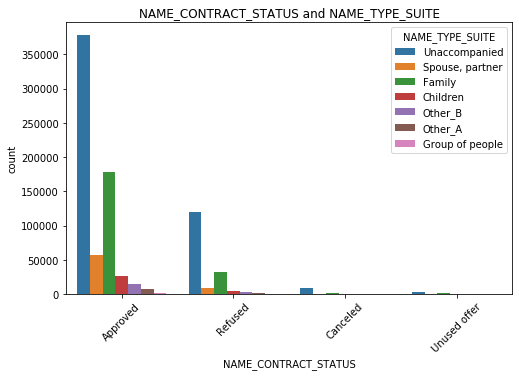 NAME_CONTRACT_STATUS and NAME_TYPE_SUITE
NAME_TYPE_SUITE
Unaccompanied
Spouse, partner
Family
Children
Other_B
Other_A
Group of people
count
350000
300000
250000
200000
150000
100000
50000
0
Approved
Refused
Canceled
Unused offer
NAME_CONTRACT_STATUS